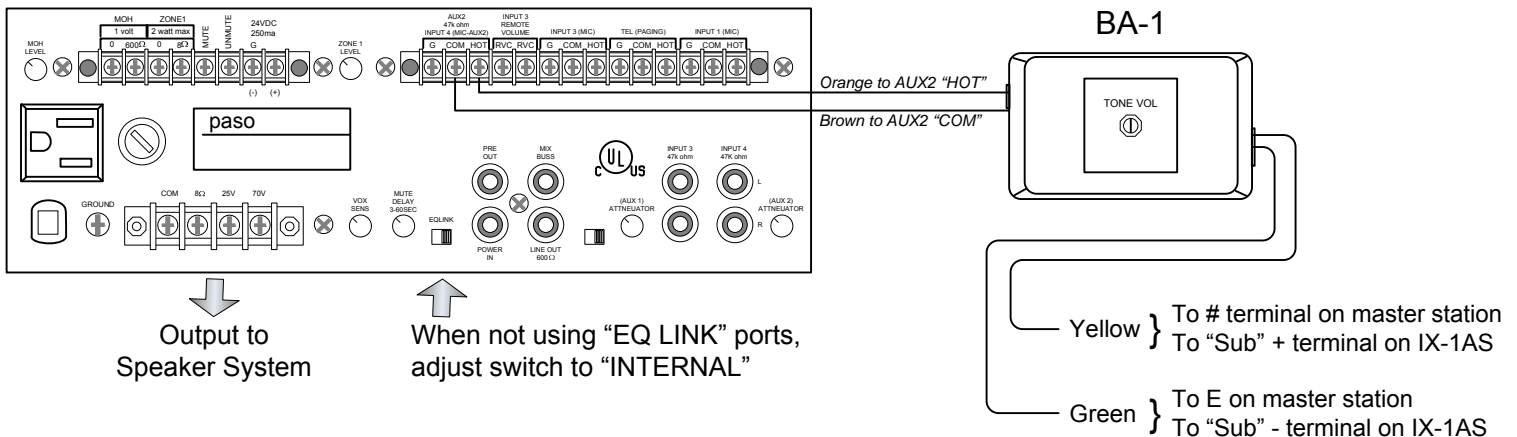 MOH
1 volt
0 600Ω
ZONE1
2 watt max
0 8Ω
MUTE
UNMUTE
24VDC
250ma
G
(-) (+)
MOH
LEVEL
ZONE 1
LEVEL
AUX2
47k ohm
INPUT 4 (MIC-AUX2)
G COM HOT
INPUT 3
REMOTE
VOLUME
RVC RVC
INPUT 3 (MIC)
G COM HOT
TEL (PAGING)
G COM HOT
INPUT 1 (MIC)
G COM HOT
BA-1
TONE VOL
Orange to AUX2 “HOT”
Brown to AUX2 “COM”
paso
C UL US
PRE
OUT
MIX
BUSS
INPUT 3
47k ohm
INPUT 4
47K ohm
L
R
GROUND
COM 8Ω 25V 70V
VOX
SENS
MUTE
DELAY
3-60SEC
EQLINK
POWER
IN
LINE OUT
600Ω
(AUX 1)
ATTNEUATOR
(AUX 2)
ATTNEUATOR
Output to
Speaker System
When not using “EQ LINK” ports,
adjust switch to “INTERNAL”
Yellow } To # terminal on master station
To “Sub” + terminal on IX-1AS
Green } To E on master station
To “Sub” - terminal on IX-1AS